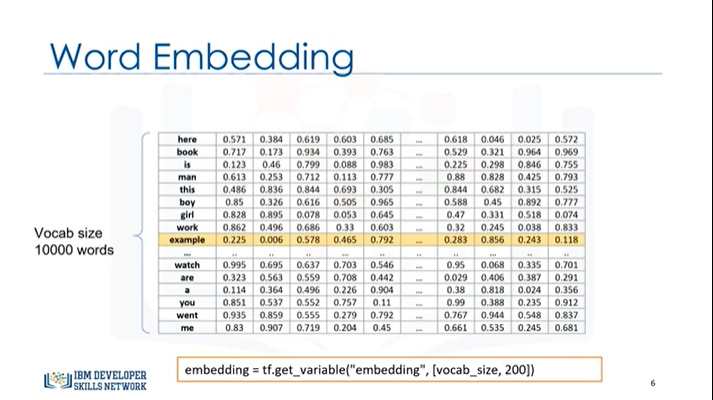 Word Embedding
here 0.571 0.384 0.619 0.603 0.685 ... 0.618 0.046 0.025 0.572
book 0.717 0.173 0.934 0.393 0.763 ... 0.529 0.321 0.964 0.969
is 0.123 0.46 0.799 0.088 0.983 ... 0.225 0.298 0.846 0.755
man 0.613 0.253 0.712 0.113 0.777 ... 0.88 0.828 0.425 0.793
this 0.486 0.836 0.844 0.693 0.305 ... 0.844 0.682 0.315 0.525
boy 0.85 0.326 0.616 0.505 0.965 ... 0.588 0.45 0.892 0.777
girl 0.828 0.895 0.078 0.053 0.645 ... 0.47 0.331 0.518 0.074
work 0.862 0.496 0.686 0.33 0.603 ... 0.32 0.245 0.038 0.833
example 0.225 0.006 0.578 0.465 0.792 ... 0.283 0.856 0.243 0.118
... .. .. .. .. .. .. .. .. .. ..
watch 0.995 0.695 0.637 0.703 0.546 ... 0.95 0.068 0.335 0.701
are 0.323 0.563 0.559 0.708 0.442 ... 0.029 0.406 0.387 0.291
a 0.114 0.364 0.496 0.226 0.904 ... 0.38 0.818 0.024 0.356
you 0.851 0.537 0.552 0.757 0.11 ... 0.99 0.388 0.235 0.912
went 0.935 0.859 0.555 0.279 0.792 ... 0.767 0.944 0.548 0.837
me 0.83 0.907 0.719 0.204 0.45 ... 0.661 0.535 0.245 0.681
Vocab size
10000 words
embedding = tf.get_variable("embedding", [vocab_size, 200])
IBM DEVELOPER
SKILLS NETWORK
6